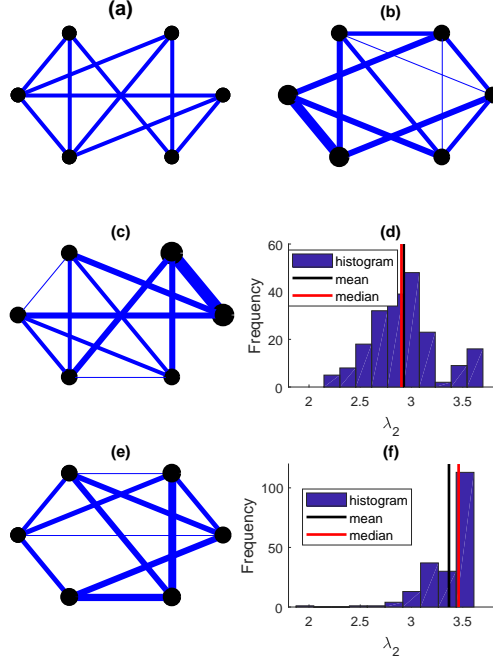 (a)
(b)
(c)
(d)
60
40
20
0
Frequency
histogram
mean
median
2
2.5
3
3.5
λ2
(e)
(f)
100
50
0
Frequency
histogram
mean
median
2
2.5
3
3.5
λ2